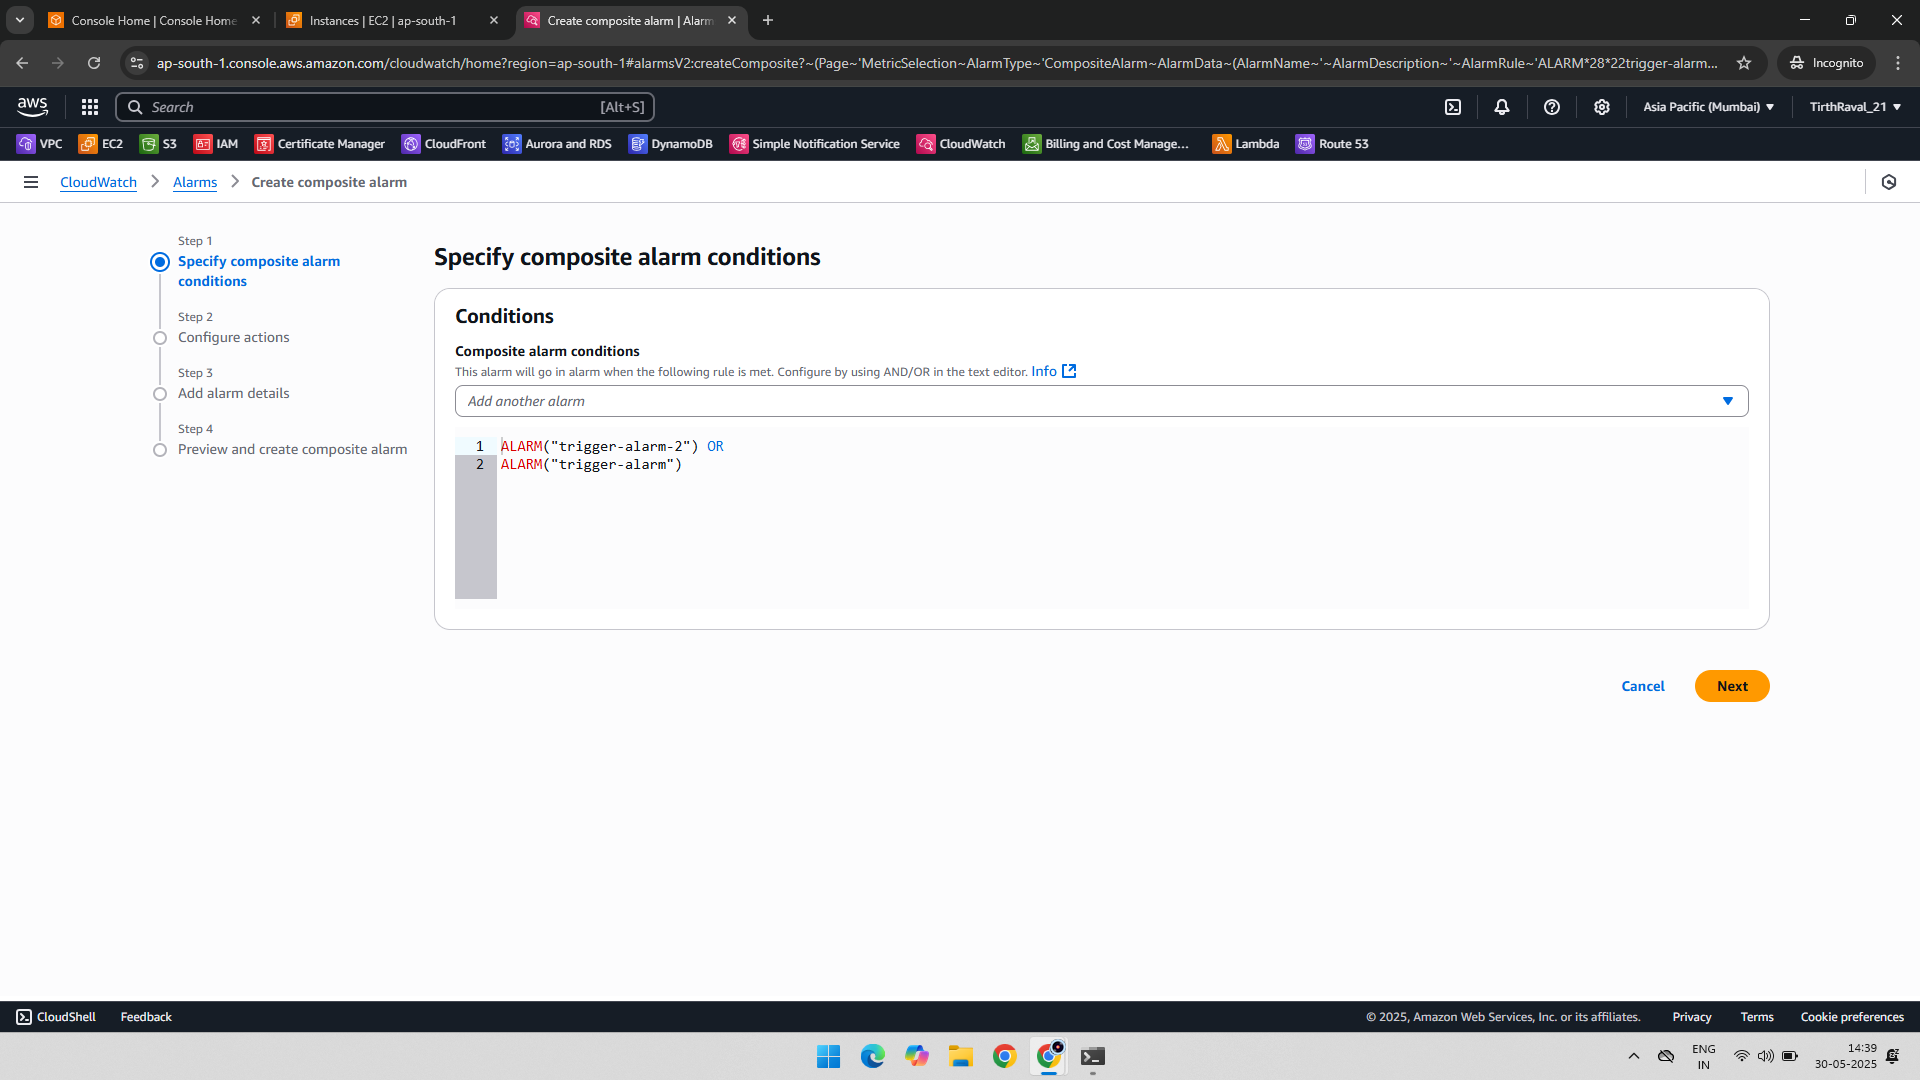 Console Home | Console Home
Instances | EC2 | ap-south-1
Create composite alarm | Alarm
ap-south-1.console.aws.amazon.com/cloudwatch/home?region=ap-south-1#alarmsV2:createComposite?~(Page~'MetricSelection~AlarmType~'CompositeAlarm~AlarmData~(AlarmName~'~AlarmDescription~'~AlarmRule~'ALARM*28*22trigger-alarm...
Incognito
aws
Search
[Alt+S]
Asia Pacific (Mumbai)
TirthRaval_21
VPC
EC2
S3
IAM
Certificate Manager
CloudFront
Aurora and RDS
DynamoDB
Simple Notification Service
CloudWatch
Billing and Cost Manage...
Lambda
Route 53
CloudWatch
Alarms
Create composite alarm
Step 1
Specify composite alarm
conditions
Step 2
Configure actions
Step 3
Add alarm details
Step 4
Preview and create composite alarm
Specify composite alarm conditions
Conditions
Composite alarm conditions
This alarm will go in alarm when the following rule is met. Configure by using AND/OR in the text editor. Info
Add another alarm
1 ALARM("trigger-alarm-2") OR
2 ALARM("trigger-alarm")
Cancel
Next
CloudShell
Feedback
© 2025, Amazon Web Services, Inc. or its affiliates.
Privacy
Terms
Cookie preferences
ENG
IN
14:39
30-05-2025